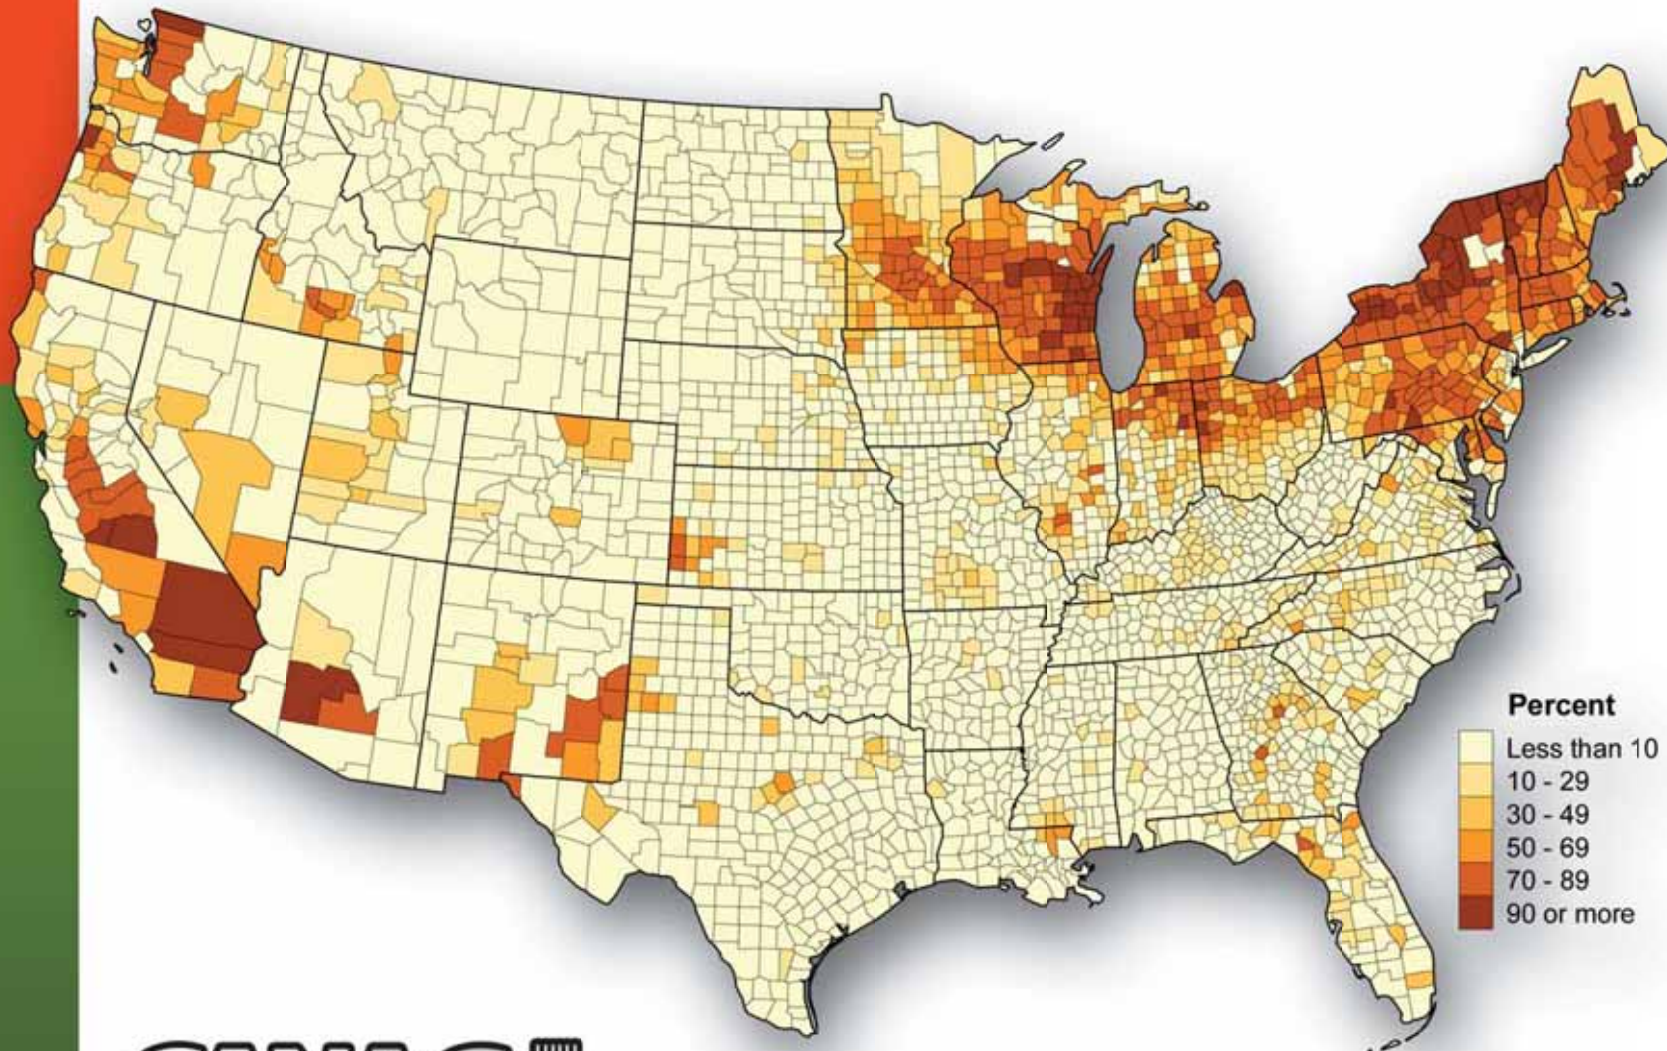 Percent
Less than 10
10 - 29
30 - 49
50 - 69
70 - 89
90 or more